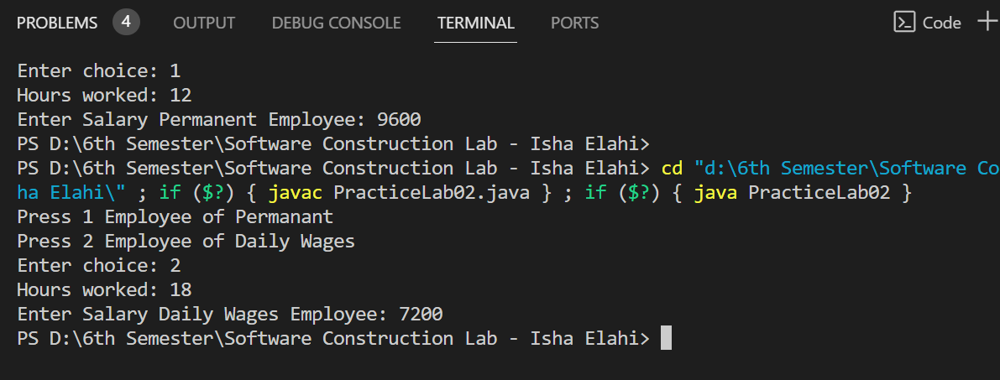 PROBLEMS 4 OUTPUT DEBUG CONSOLE TERMINAL PORTS Code
Enter choice: 1
Hours worked: 12
Enter Salary Permanent Employee: 9600
PS D:\6th Semester\Software Construction Lab - Isha Elahi>
PS D:\6th Semester\Software Construction Lab - Isha Elahi> cd "d:\6th Semester\Software Co
ha Elahi\" ; if ($?) { javac PracticeLab02.java } ; if ($?) { java PracticeLab02 }
Press 1 Employee of Permanant
Press 2 Employee of Daily Wages
Enter choice: 2
Hours worked: 18
Enter Salary Daily Wages Employee: 7200
PS D:\6th Semester\Software Construction Lab - Isha Elahi>